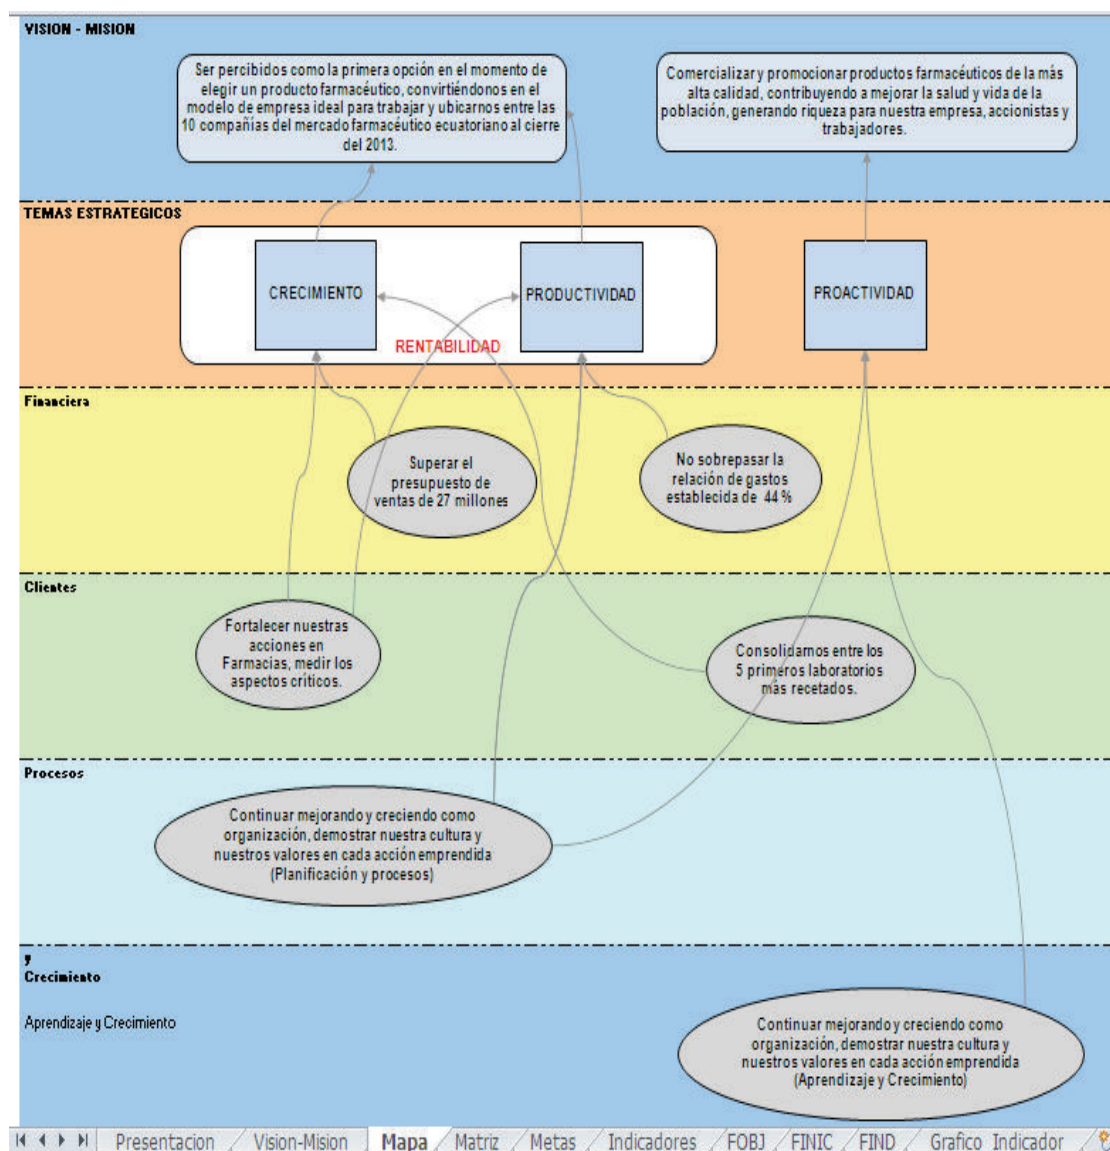 VISION - MISION
Ser percibidos como la primera opción en el momento de
elegir un producto farmacéutico, convirtiéndonos en el
modelo de empresa ideal para trabajar y ubicarnos entre las
10 compañías del mercado farmacéutico ecuatoriano al cierre
del 2013.
Comercializar y promocionar productos farmacéuticos de la más
alta calidad, contribuyendo a mejorar la salud y vida de la
población, generando riqueza para nuestra empresa, accionistas y
trabajadores.
TEMAS ESTRATEGICOS
CRECIMIENTO
PRODUCTIVIDAD
PROACTIVIDAD
RENTABILIDAD
Financiera
Superar el
presupuesto de
ventas de 27 millones
No sobrepasar la
relación de gastos
establecida de 44 %
Clientes
Fortalecer nuestras
acciones en
Farmacias, medir los
aspectos críticos.
Consolidarnos entre los
5 primeros laboratorios
más recetados.
Procesos
Continuar mejorando y creciendo como
organización, demostrar nuestra cultura y
nuestros valores en cada acción emprendida
(Planificación y procesos)
,
Crecimiento
Aprendizaje y Crecimiento
Continuar mejorando y creciendo como
organización, demostrar nuestra cultura y
nuestros valores en cada acción emprendida
(Aprendizaje y Crecimiento)
Presentacion Vision-Mision Mapa Matriz Metas Indicadores FOBJ FINIC FIND Grafico_Indicador